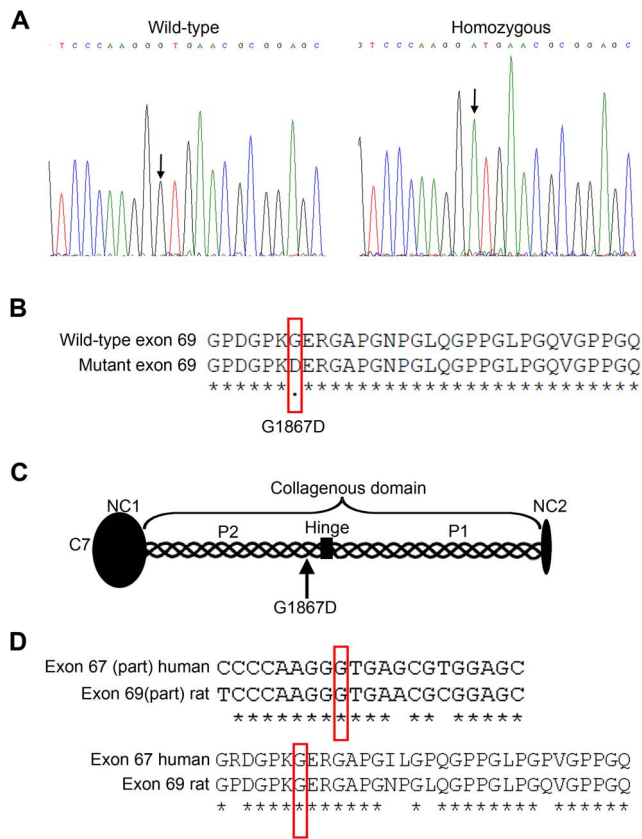 A
Wild-type Homozygous
T C C C A A G G G T G A A C G C G G A G C G T C C C A A G G A T G A A C G C G G A G C
B
Wild-type exon 69 GPDGPKGERGAPGNPGLQGPPGLPGQVGPPGQ
Mutant exon 69 GPDGPKDERGAPGNPGLQGPPGLPGQVGPPGQ
****** *************************
.
G1867D
C
Collagenous domain
NC1 NC2
P2 Hinge P1
C7
G1867D
D
Exon 67 (part) human CCCCAAGGGTGAGCGTGGAGC
Exon 69(part) rat TCCCAAGGGTGAACGCGGAGC
*********** ** *****
Exon 67 human GRDGPKGERGAPGILGPQGPPGLPGPVGPPGQ
Exon 69 rat GPDGPKGERGAPGNPGLQGPPGLPGQVGPPGQ
* *********** * ******** ******